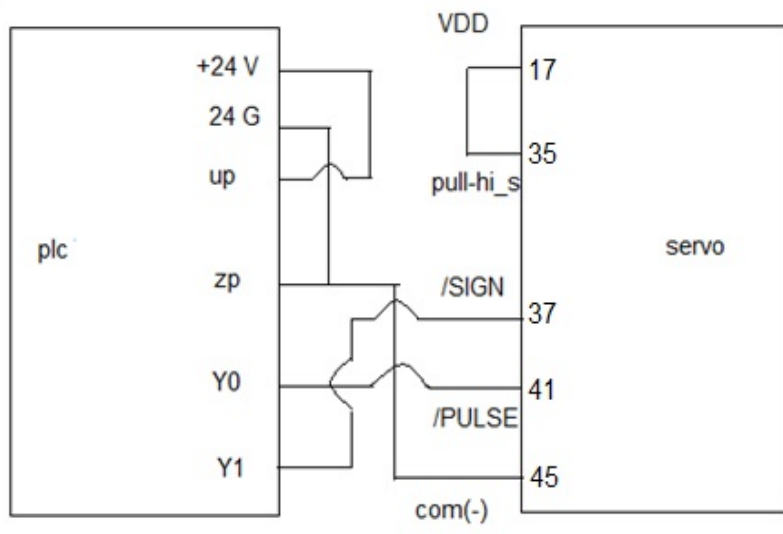 VDD
+24 V
17
24 G
35
up
pull-hi_s
plc
servo
zp
/SIGN
37
Y0
41
/PULSE
Y1
45
com(-)